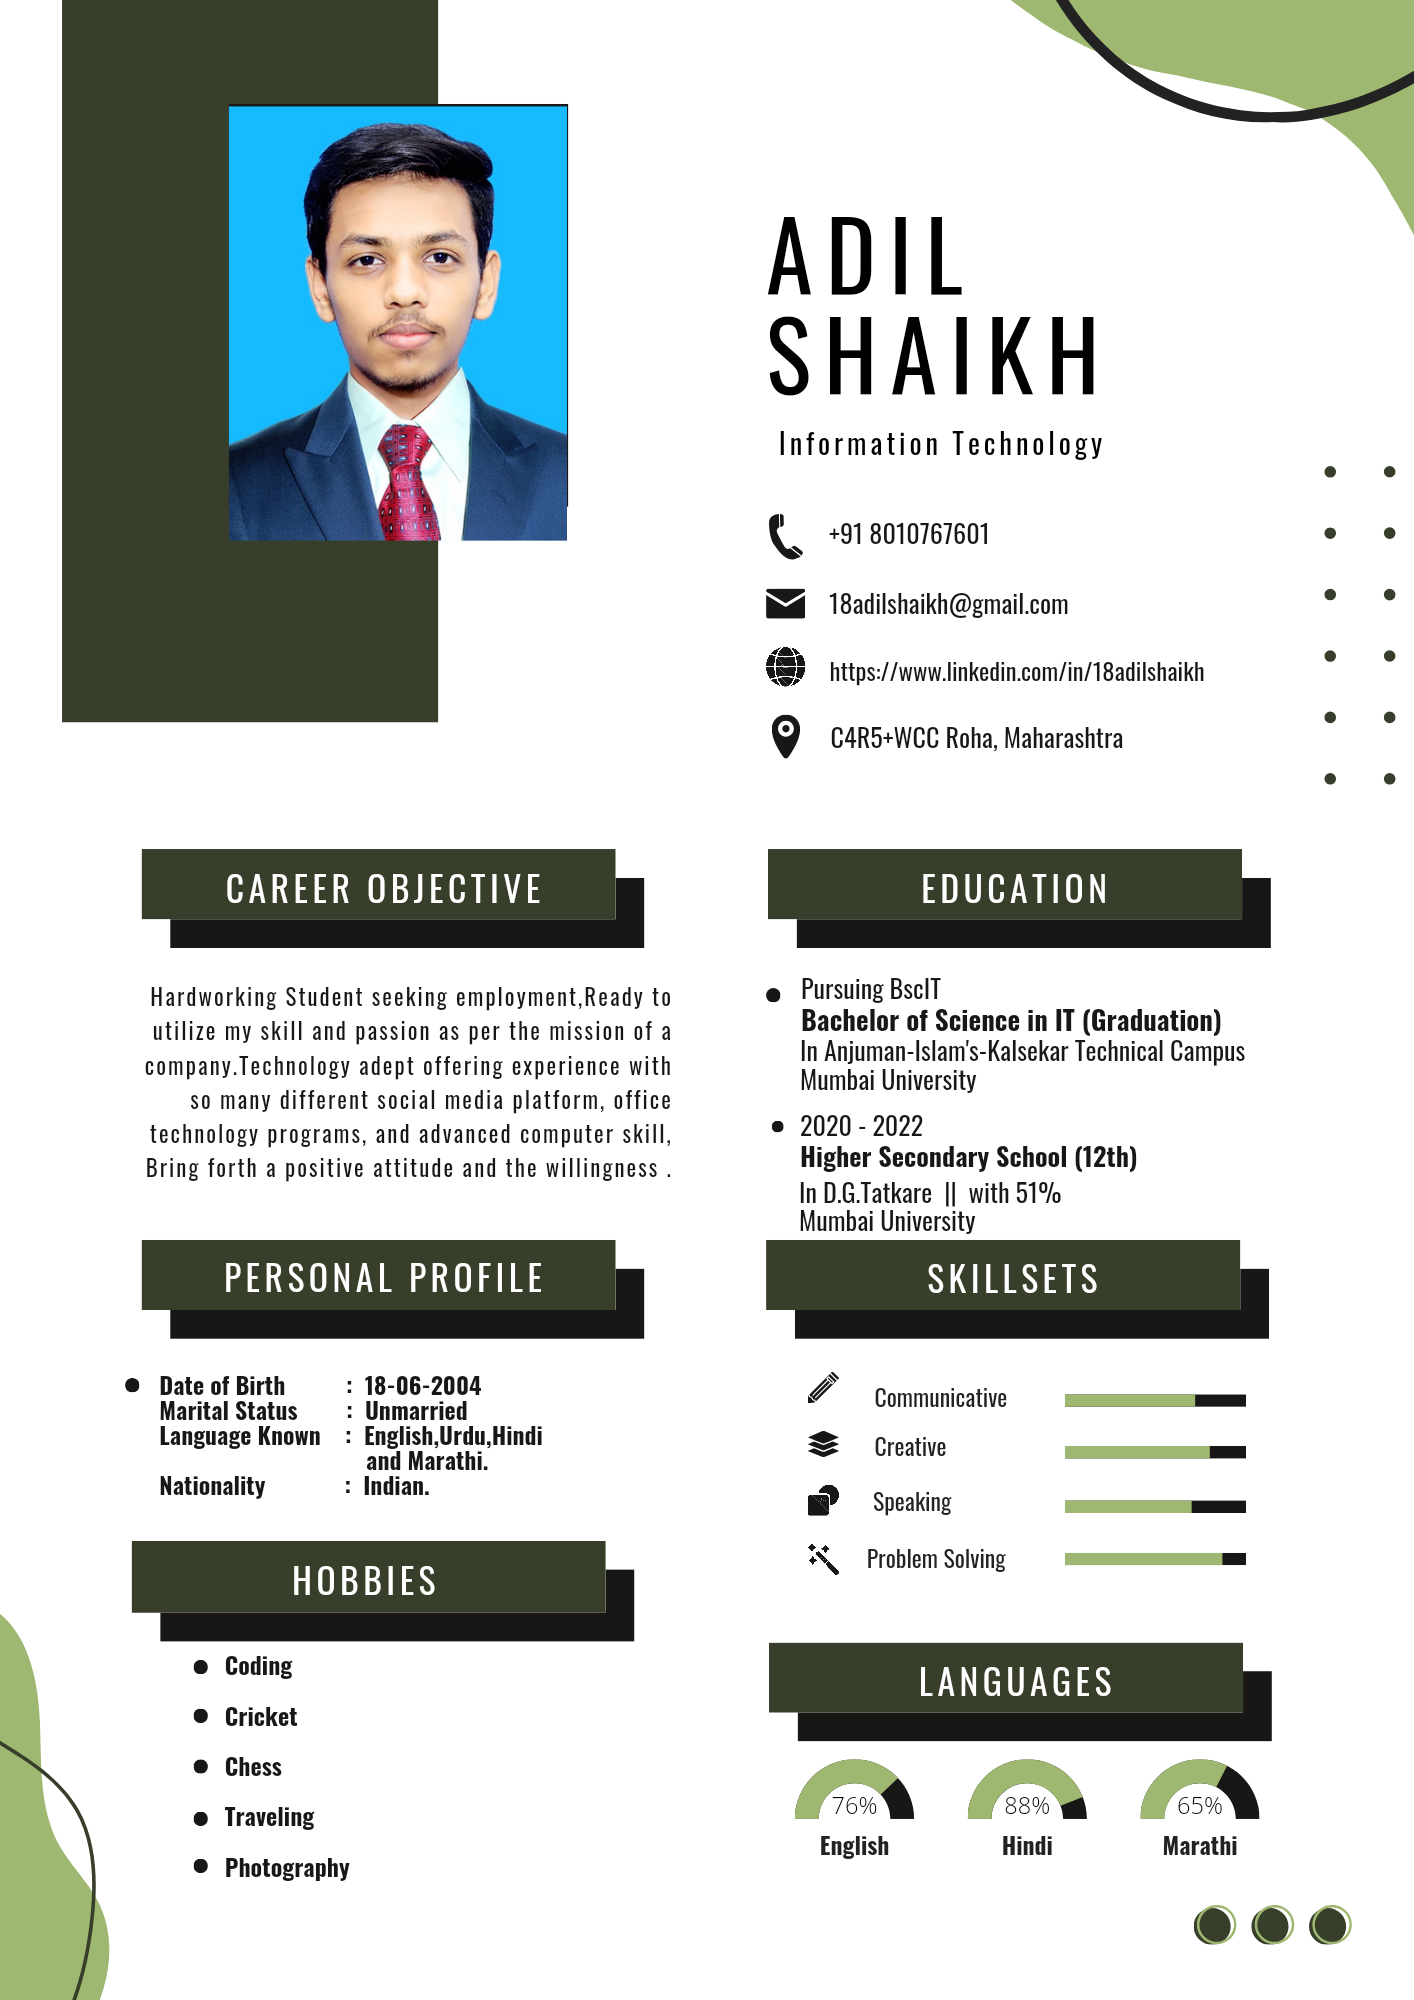 ADIL
SHAIKH
Information Technology
+91 8010767601
18adilshaikh@gmail.com
https://www.linkedin.com/in/18adilshaikh
C4R5+WCC Roha, Maharashtra
CAREER OBJECTIVE
Hardworking Student seeking employment,Ready to
utilize my skill and passion as per the mission of a
company.Technology adept offering experience with
so many different social media platform, office
technology programs, and advanced computer skill,
Bring forth a positive attitude and the willingness .
EDUCATION
Pursuing BscIT
Bachelor of Science in IT (Graduation)
In Anjuman-Islam's-Kalsekar Technical Campus
Mumbai University
2020 - 2022
Higher Secondary School (12th)
In D.G.Tatkare || with 51%
Mumbai University
PERSONAL PROFILE
Date of Birth : 18-06-2004
Marital Status : Unmarried
Language Known : English,Urdu,Hindi
and Marathi.
Nationality : Indian.
SKILLSETS
Communicative
Creative
Speaking
Problem Solving
HOBBIES
Coding
Cricket
Chess
Traveling
Photography
LANGUAGES
76% 88% 65%
English Hindi Marathi